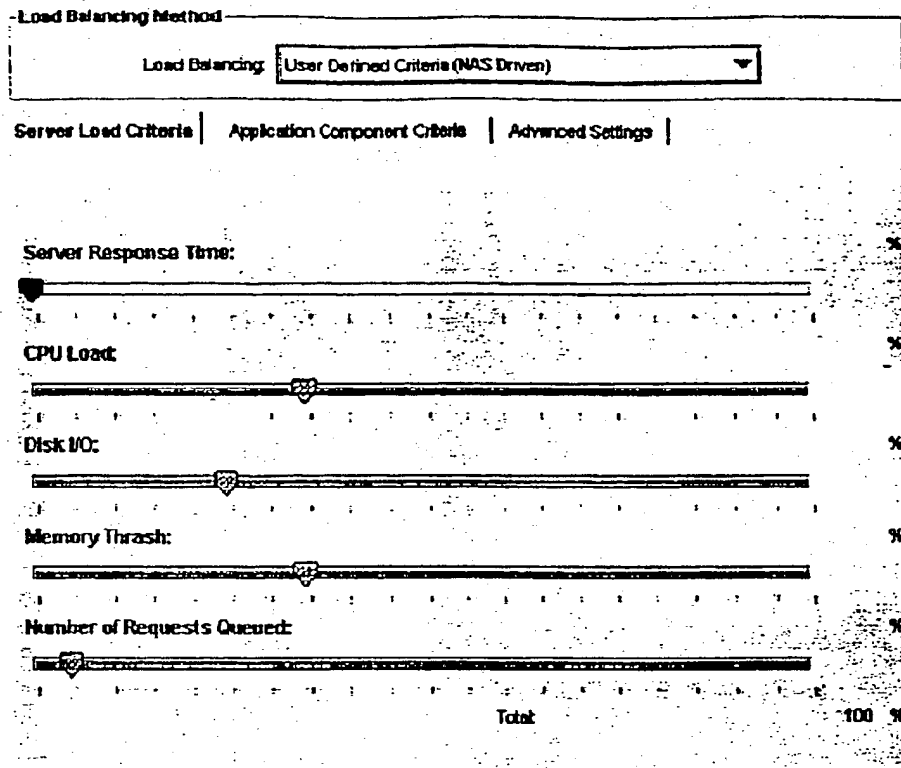 Load Balancing Method
Load Balancing: User Defined Criteria (NAS Driven)
Server Load Criteria Application Component Criteria Advanced Settings
Server Response Time: %
CPU Load: %
Disk I/O: %
Memory Thrash: %
Number of Requests Queued: %
Total: 100 %